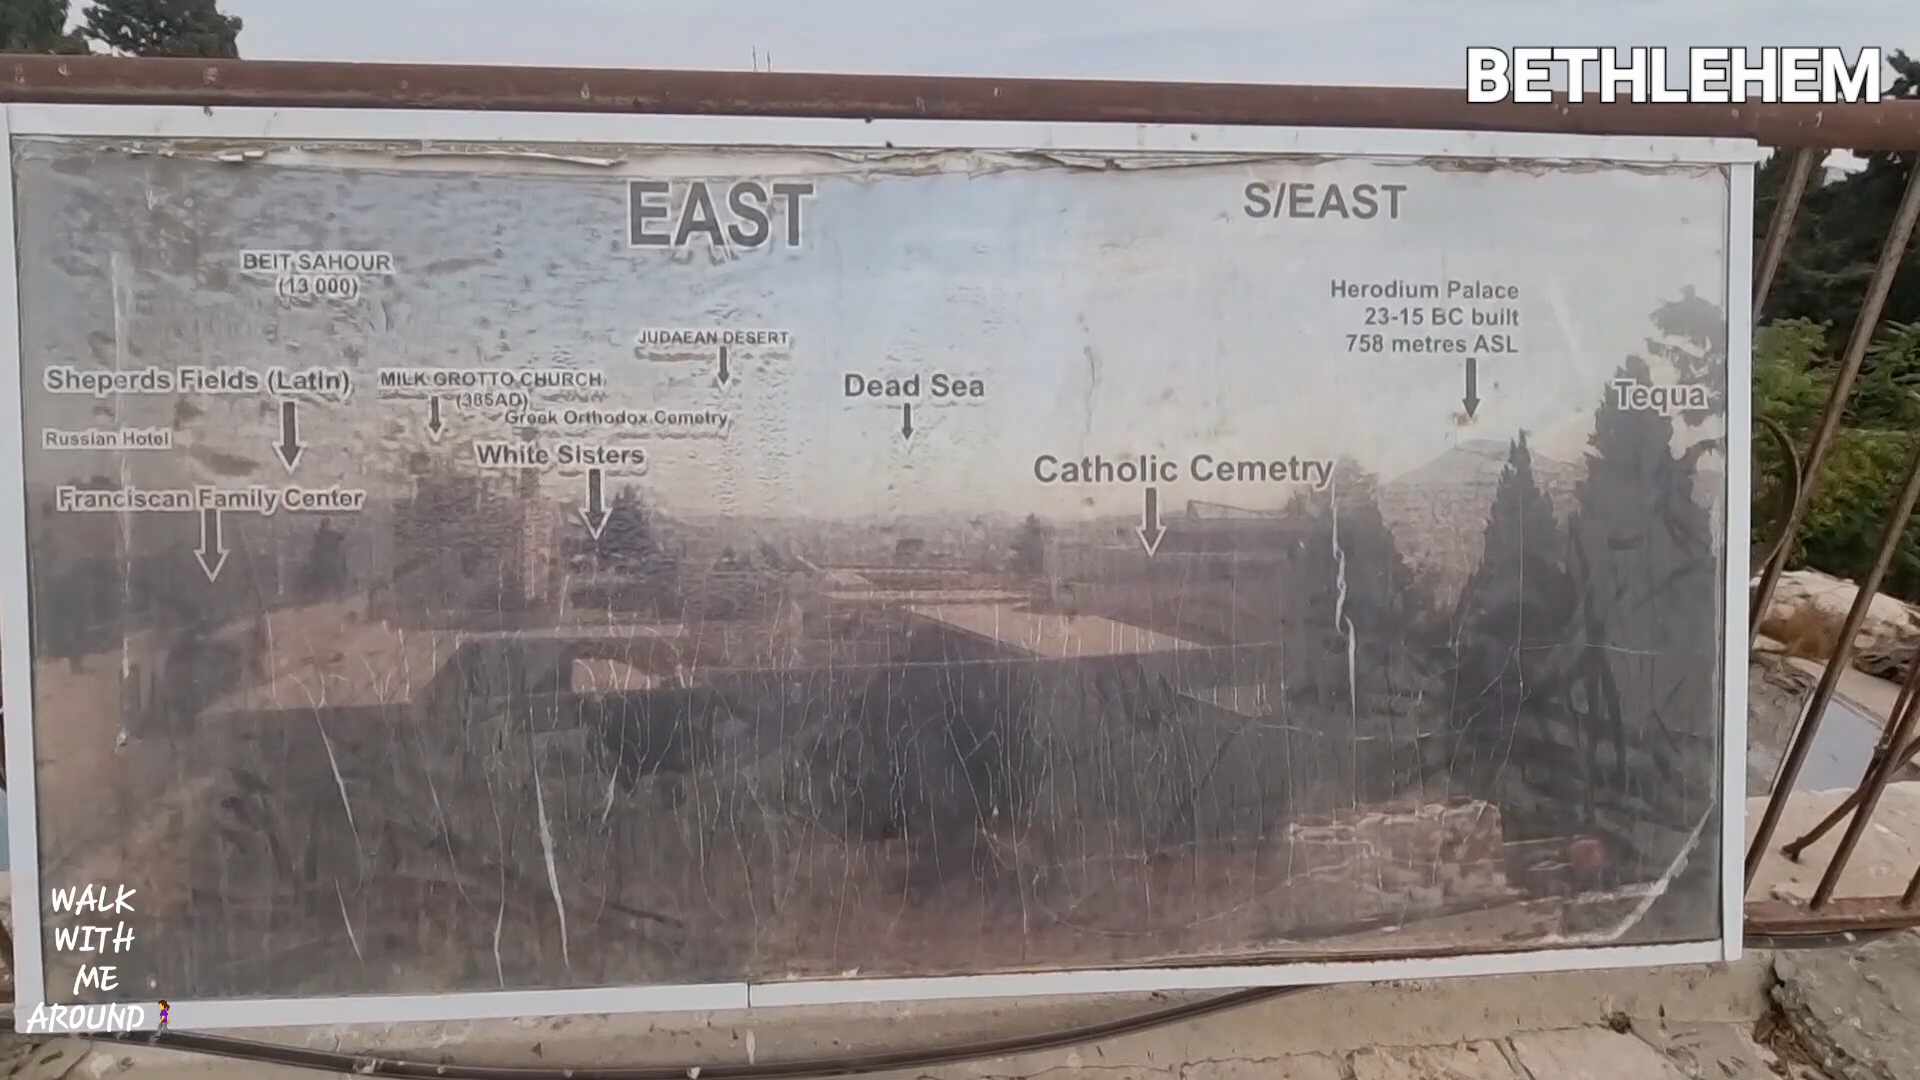 BETHLEHEM
EAST
S/EAST
BEIT SAHOUR
(13 000)
Herodium Palace
23-15 BC built
758 metres ASL
JUDAEAN DESERT
Sheperds Fields (Latin)
MILK GROTTO CHURCH
(385AD)
Dead Sea
Tequa
Greek Orthodox Cemetry
Russian Hotel
White Sisters
Catholic Cemetry
Franciscan Family Center
WALK
WITH
ME
AROUND